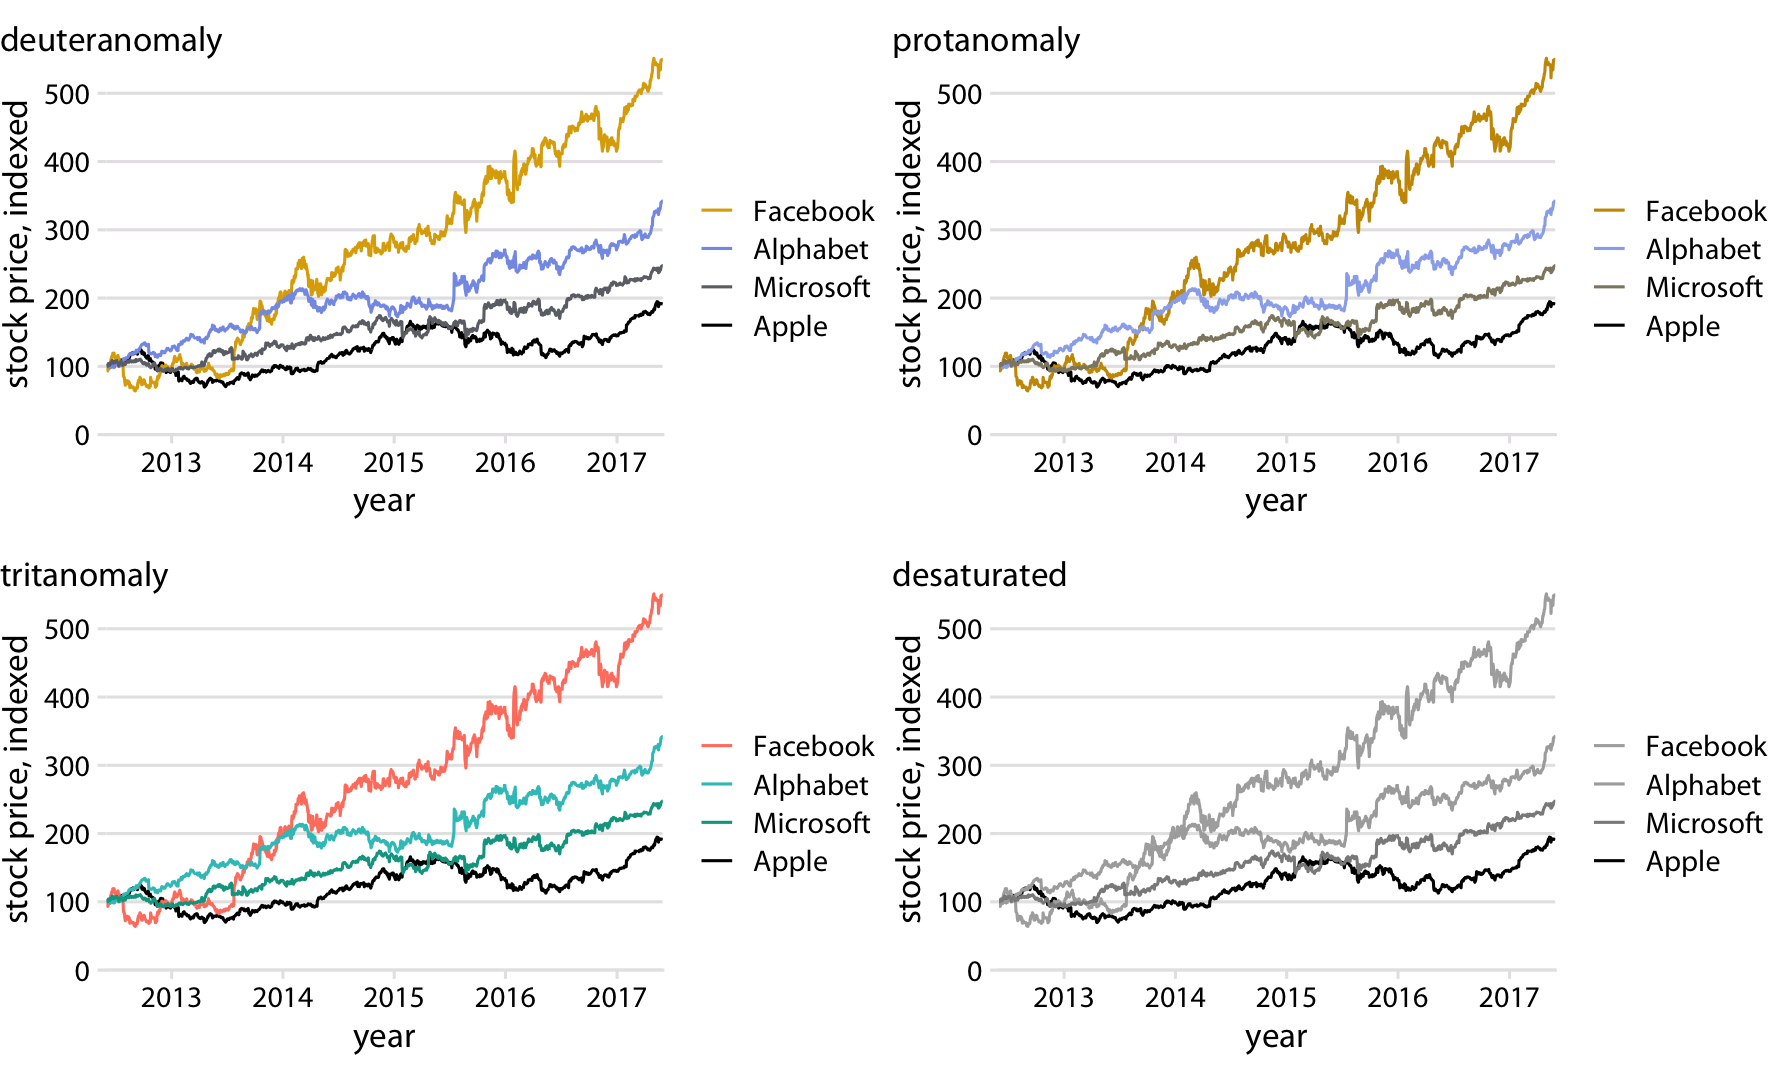 deuteranomaly
stock price, indexed
500
400
300
200
100
0
2013 2014 2015 2016 2017
year
Facebook
Alphabet
Microsoft
Apple
protanomaly
stock price, indexed
500
400
300
200
100
0
2013 2014 2015 2016 2017
year
Facebook
Alphabet
Microsoft
Apple
tritanomaly
stock price, indexed
500
400
300
200
100
0
2013 2014 2015 2016 2017
year
Facebook
Alphabet
Microsoft
Apple
desaturated
stock price, indexed
500
400
300
200
100
0
2013 2014 2015 2016 2017
year
Facebook
Alphabet
Microsoft
Apple